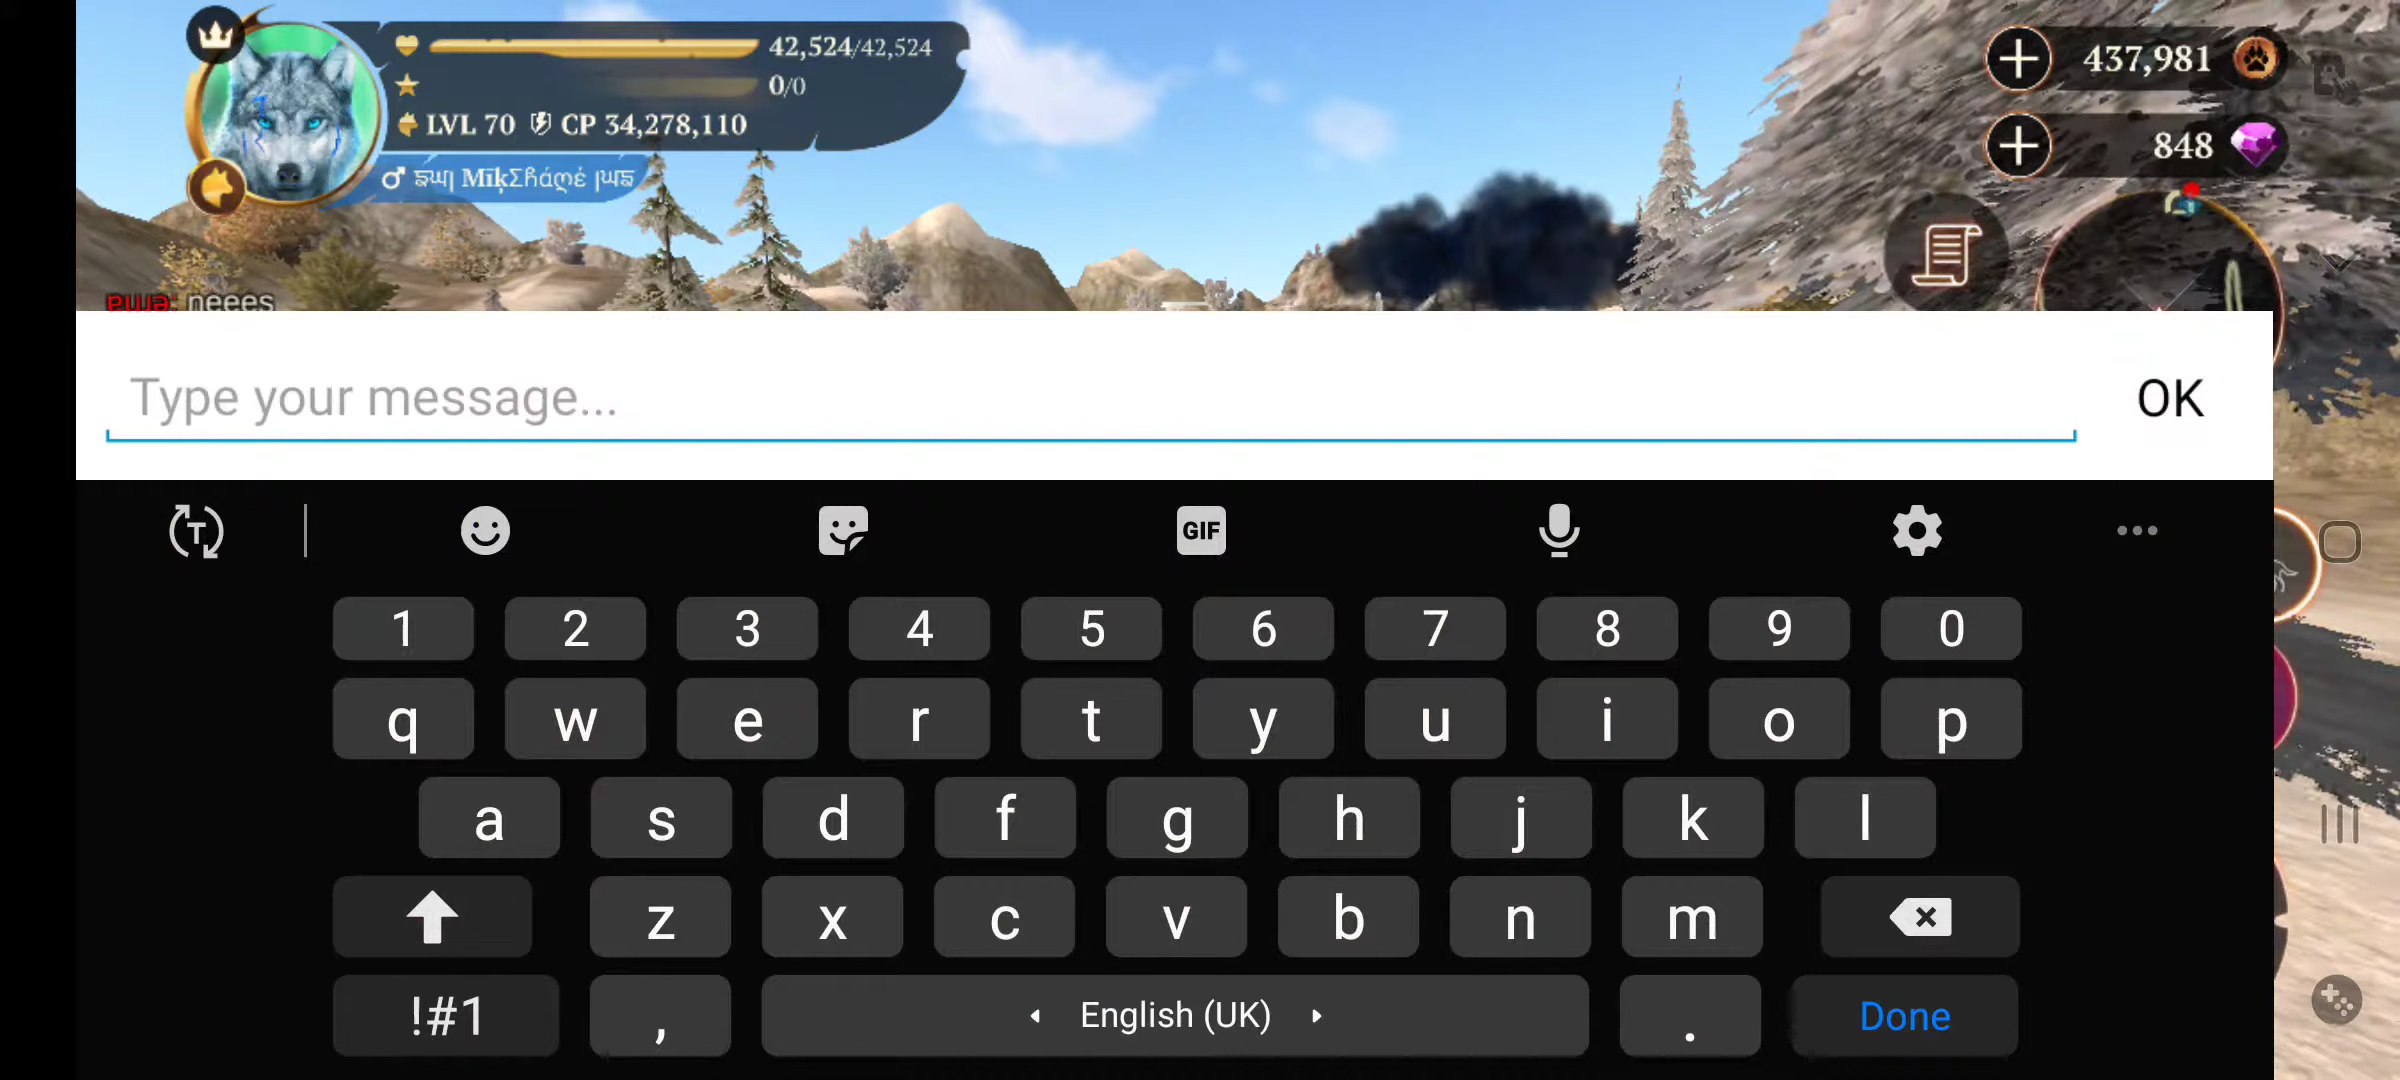 42,524/42,524
0/0
LVL 70 CP 34,278,110
437,981
848
neees
Type your message...
OK
T
GIF
1 2 3 4 5 6 7 8 9 0
q w e r t y u i o p
a s d f g h j k l
z x c v b n m
!#1 , English (UK) . Done